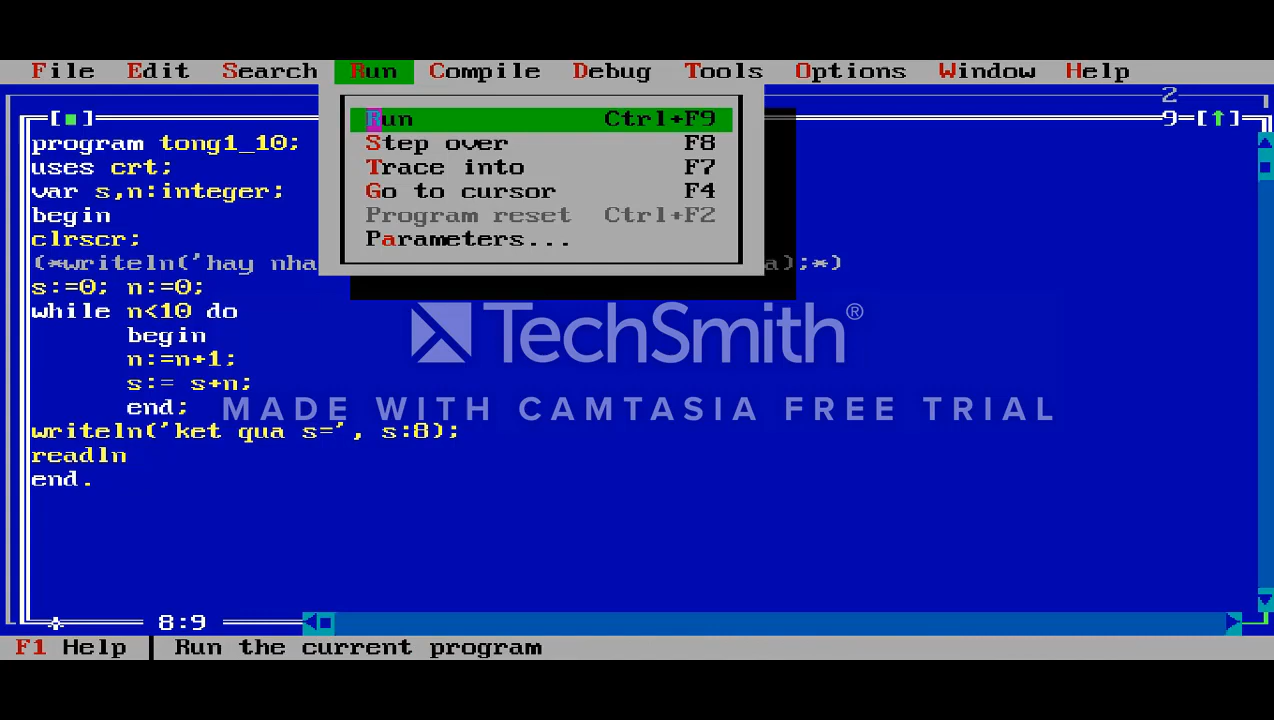 File Edit Search Run Compile Debug Tools Options Window Help
2
[■] 9=[↑]
Run Ctrl+F9
Step over F8
Trace into F7
Go to cursor F4
Program reset Ctrl+F2
Parameters...
program tong1_10;
uses crt;
var s,n:integer;
begin
clrscr;
(*writeln('hay nha a);*)
s:=0; n:=0;
while n<10 do
begin
n:=n+1;
s:= s+n;
end;
writeln('ket qua s=', s:8);
readln
end.
TechSmith®
MADE WITH CAMTASIA FREE TRIAL
8:9
F1 Help | Run the current program